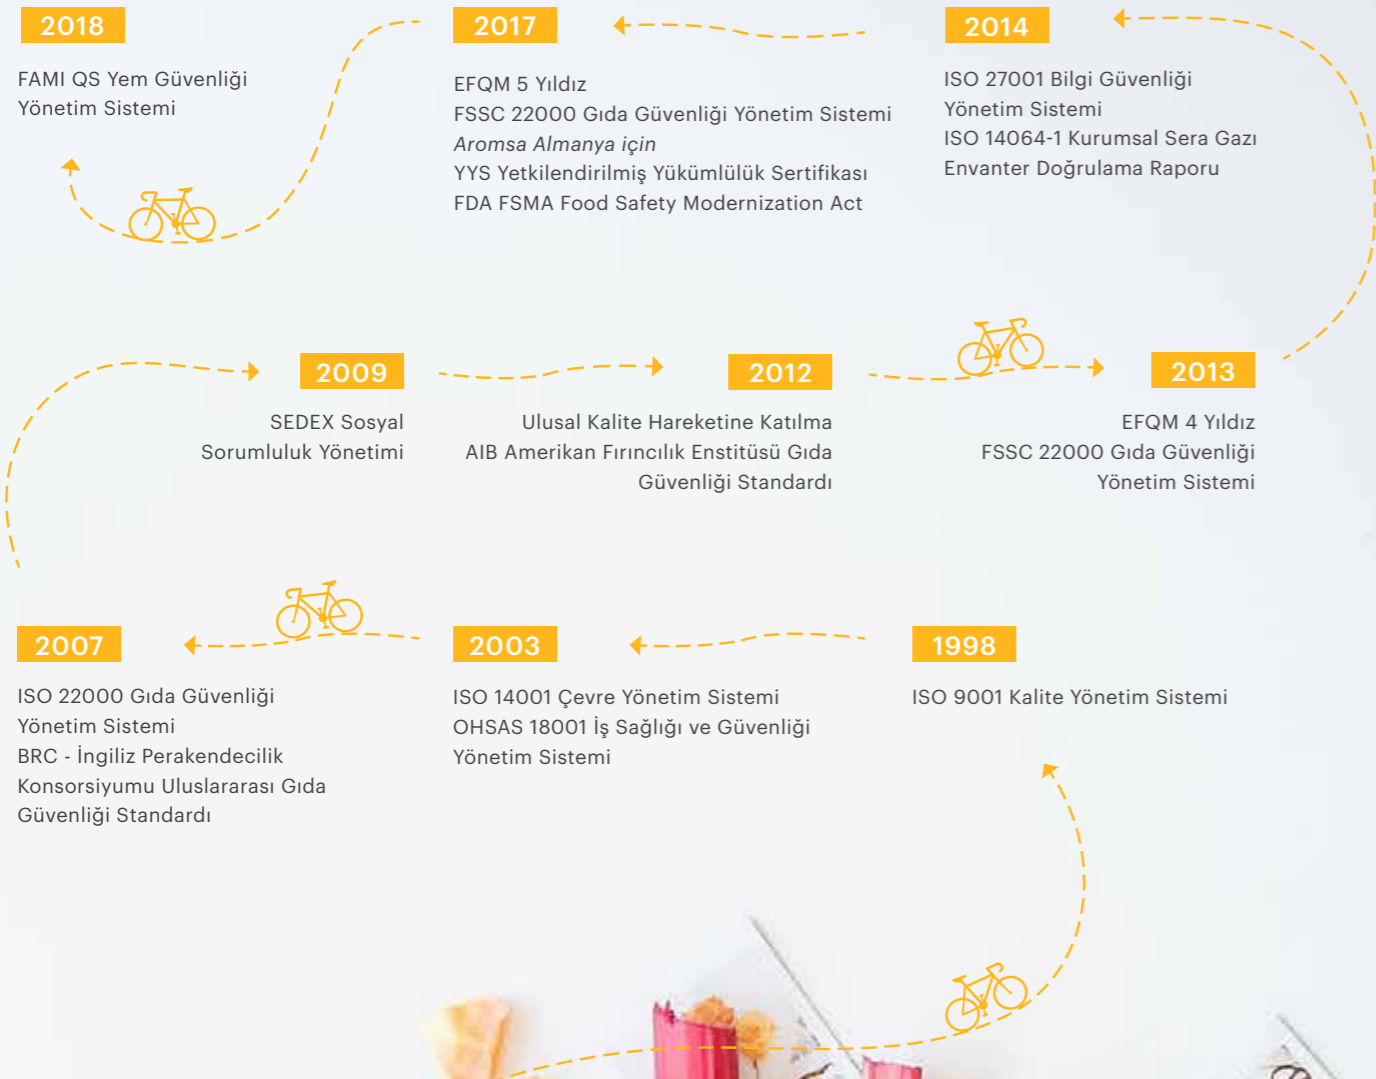 2018
FAMI QS Yem Güvenliği
Yönetim Sistemi
2017
EFQM 5 Yıldız
FSSC 22000 Gıda Güvenliği Yönetim Sistemi
Aromsa Almanya için
YYS Yetkilendirilmiş Yükümlülük Sertifikası
FDA FSMA Food Safety Modernization Act
2014
ISO 27001 Bilgi Güvenliği
Yönetim Sistemi
ISO 14064-1 Kurumsal Sera Gazı
Envanter Doğrulama Raporu
2009
SEDEX Sosyal
Sorumluluk Yönetimi
2012
Ulusal Kalite Hareketine Katılma
AIB Amerikan Fırıncılık Enstitüsü Gıda
Güvenliği Standardı
2013
EFQM 4 Yıldız
FSSC 22000 Gıda Güvenliği
Yönetim Sistemi
2007
ISO 22000 Gıda Güvenliği
Yönetim Sistemi
BRC - İngiliz Perakendecilik
Konsorsiyumu Uluslararası Gıda
Güvenliği Standardı
2003
ISO 14001 Çevre Yönetim Sistemi
OHSAS 18001 İş Sağlığı ve Güvenliği
Yönetim Sistemi
1998
ISO 9001 Kalite Yönetim Sistemi